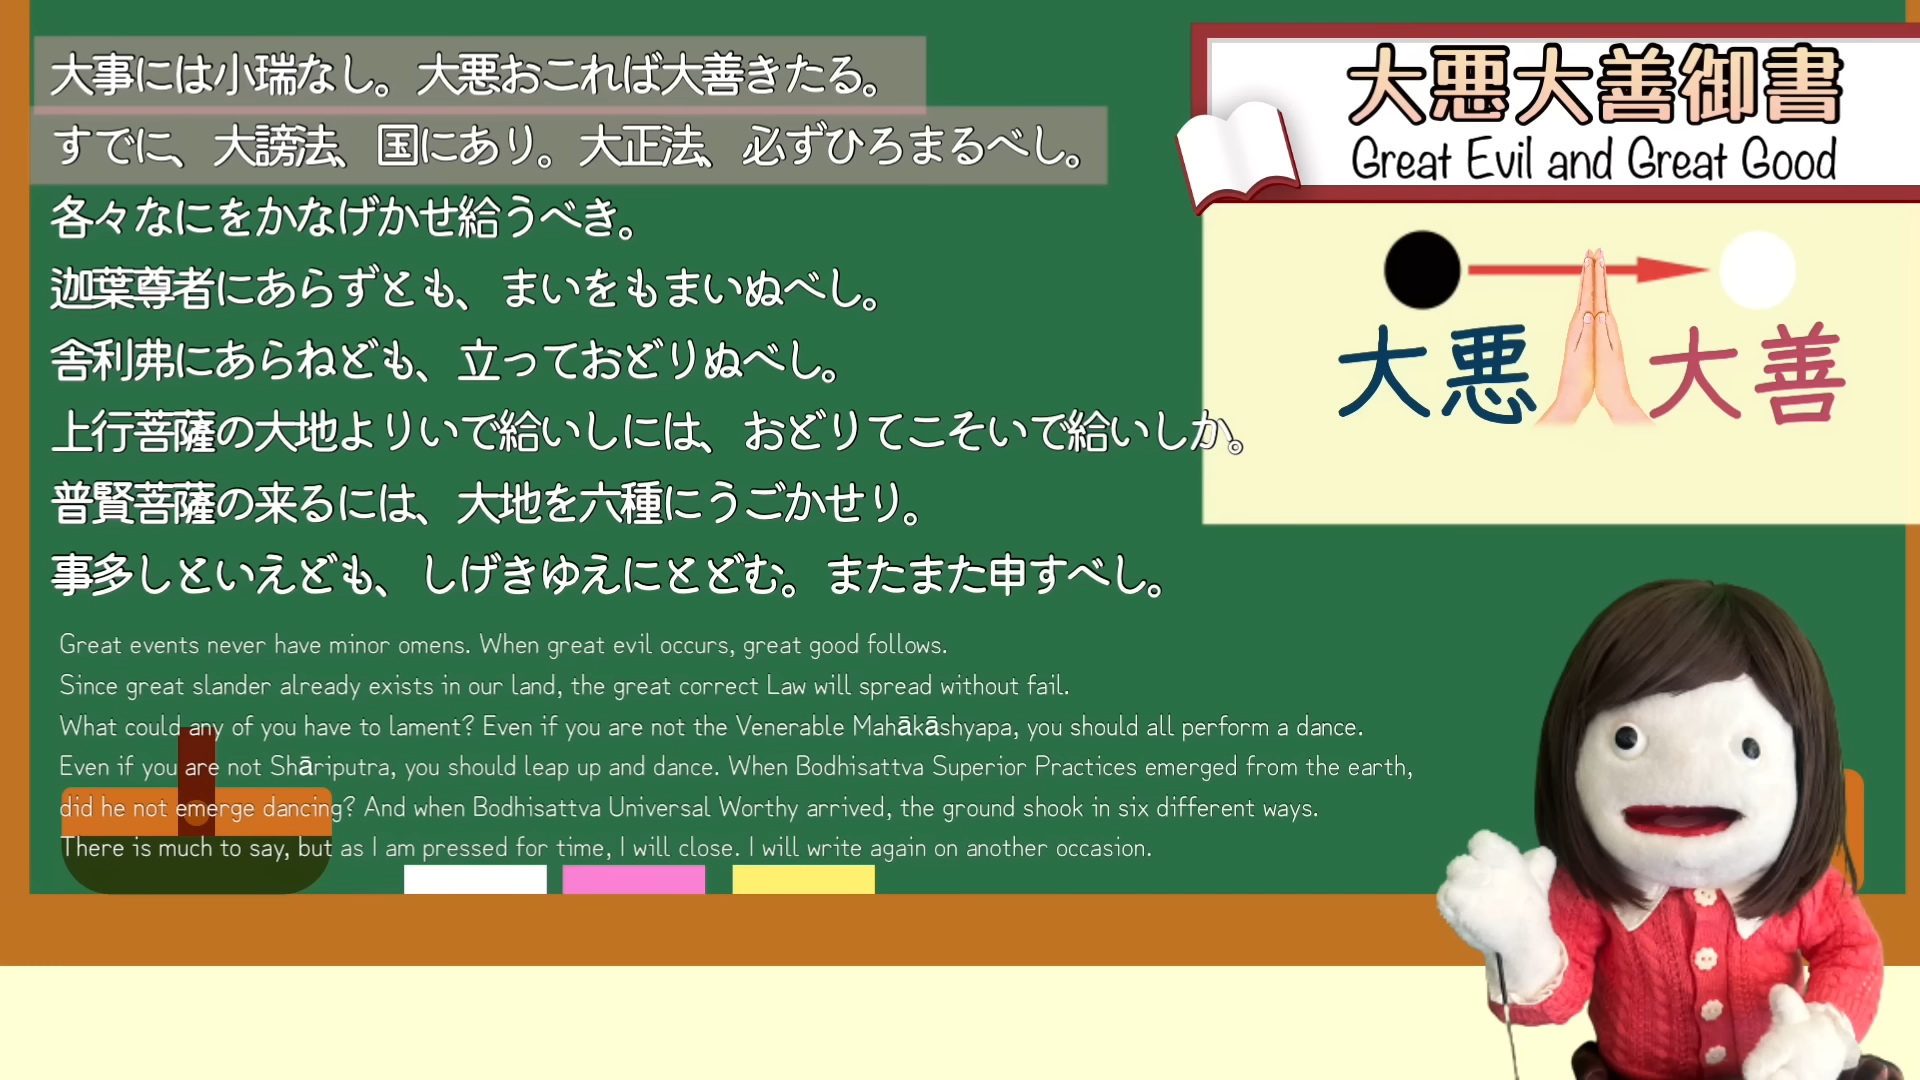 大事には小瑞なし。大悪おこれば大善きたる。
すでに、大謗法、国にあり。大正法、必ずひろまるべし。
各々なにをかなげかせ給うべき。
迦葉尊者にあらずとも、まいをもまいぬべし。
舎利弗にあらねども、立っておどりぬべし。
上行菩薩の大地よりいで給いしには、おどりてこそいで給いしか。
普賢菩薩の来るには、大地を六種にうごかせり。
事多しといえども、しげきゆえにとどむ。またまた申すべし。
Great events never have minor omens. When great evil occurs, great good follows.
Since great slander already exists in our land, the great correct Law will spread without fail.
What could any of you have to lament? Even if you are not the Venerable Mahākāshyapa, you should all perform a dance.
Even if you are not Shāriputra, you should leap up and dance. When Bodhisattva Superior Practices emerged from the earth,
did he not emerge dancing? And when Bodhisattva Universal Worthy arrived, the ground shook in six different ways.
There is much to say, but as I am pressed for time, I will close. I will write again on another occasion.
大悪大善御書
Great Evil and Great Good
大悪 大善